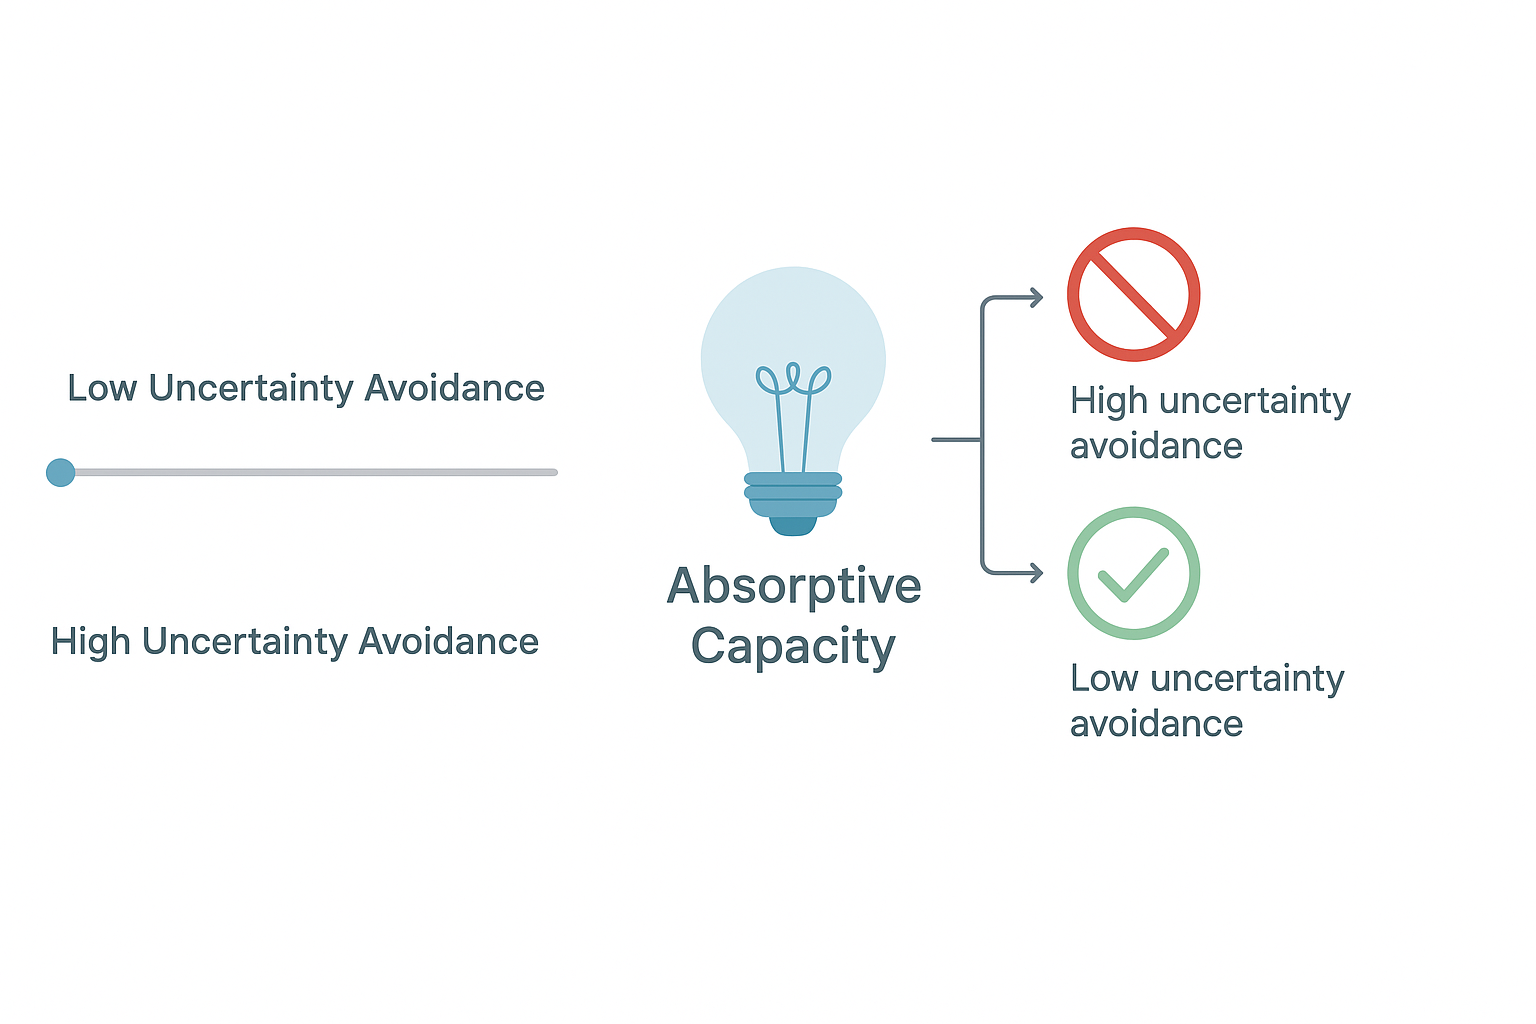 Low Uncertainty Avoidance
High Uncertainty Avoidance
Absorptive
Capacity
High uncertainty
avoidance
Low uncertainty
avoidance